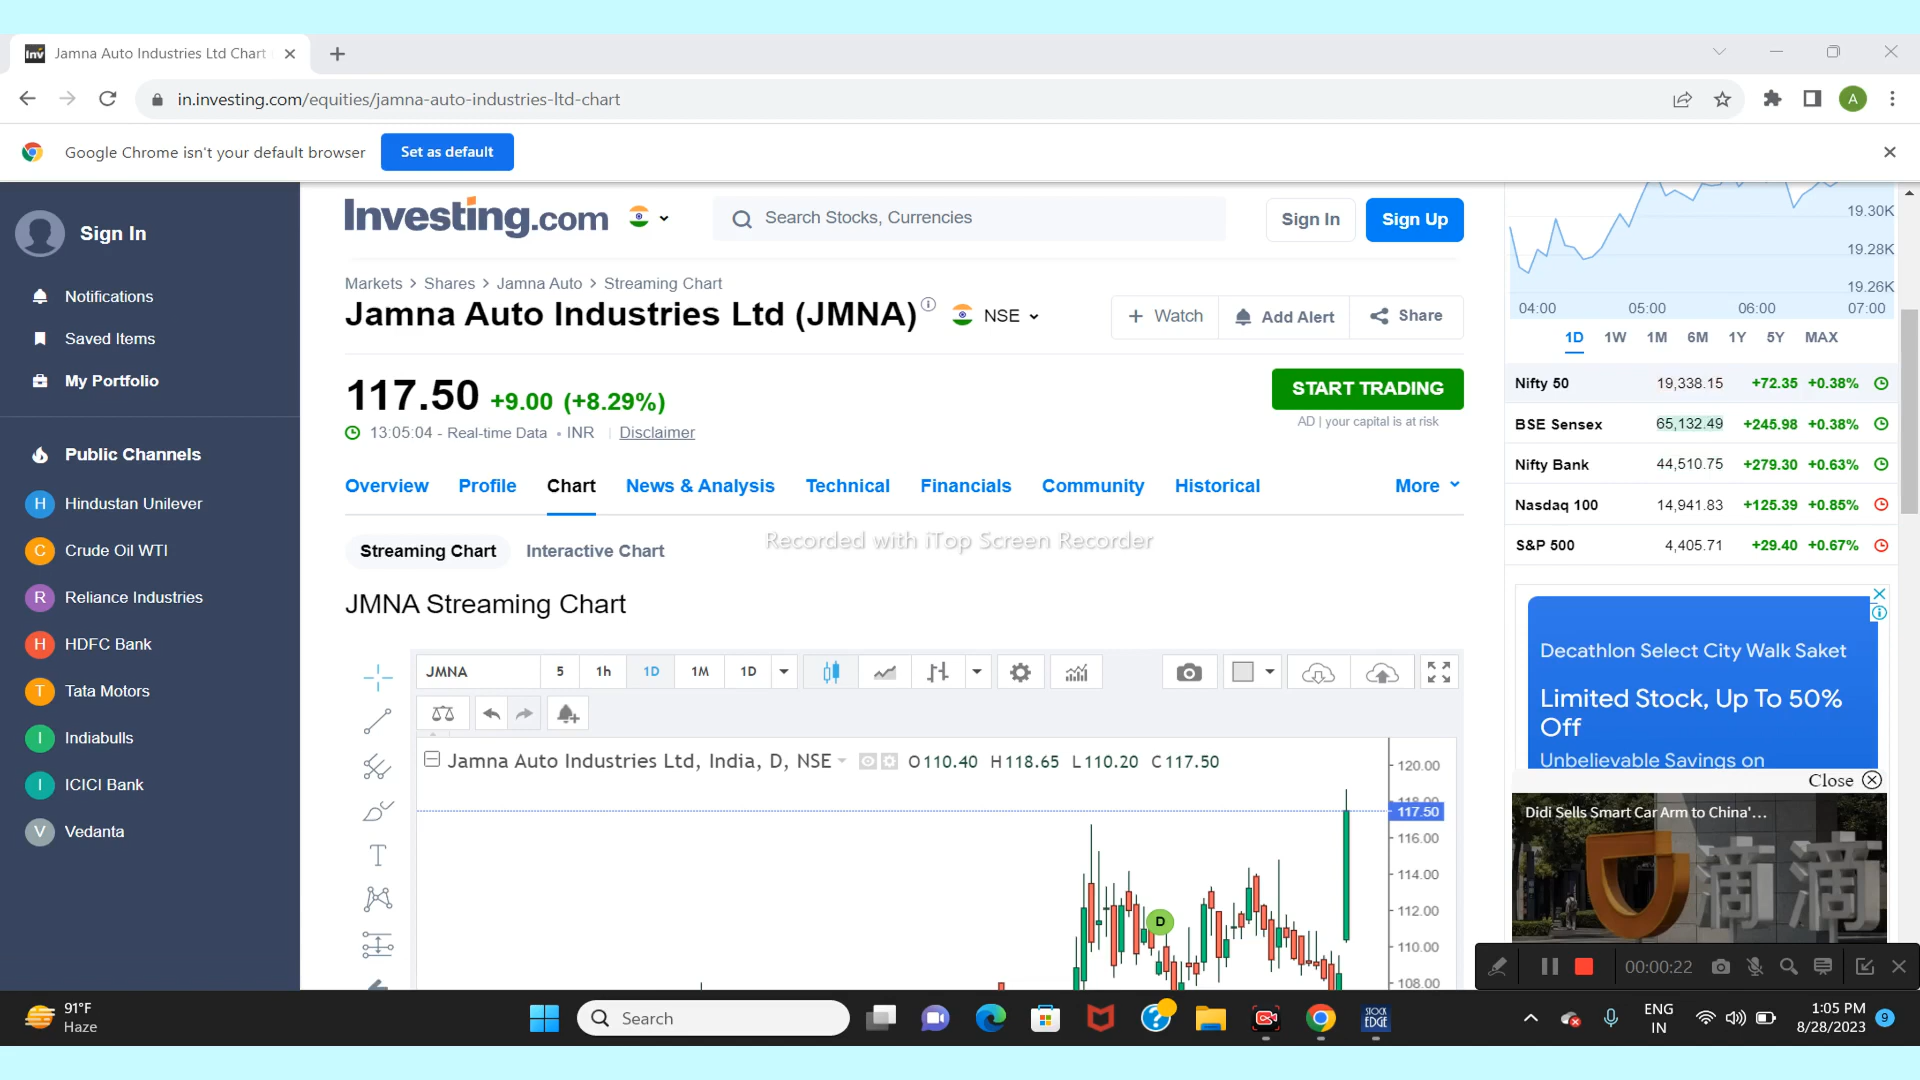 Jamna Auto Industries Ltd Chart
in.investing.com/equities/jamna-auto-industries-ltd-chart
A
Google Chrome isn't your default browser
Set as default
Sign In
Notifications
Saved Items
My Portfolio
Public Channels
H Hindustan Unilever
C Crude Oil WTI
R Reliance Industries
H HDFC Bank
T Tata Motors
I Indiabulls
I ICICI Bank
V Vedanta
Investing.com
Search Stocks, Currencies
Sign In
Sign Up
Markets > Shares > Jamna Auto > Streaming Chart
Jamna Auto Industries Ltd (JMNA)
NSE
+ Watch
Add Alert
Share
117.50 +9.00 (+8.29%)
13:05:04 - Real-time Data • INR | Disclaimer
START TRADING
AD | your capital is at risk
Overview Profile Chart News & Analysis Technical Financials Community Historical More
Recorded with iTop Screen Recorder
Streaming Chart Interactive Chart
JMNA Streaming Chart
JMNA 5 1h 1D 1M 1D
Jamna Auto Industries Ltd, India, D, NSE O110.40 H118.65 L110.20 C117.50
120.00
118.00
117.50
116.00
114.00
112.00
110.00
108.00
D
19.30K
19.28K
19.26K
04:00 05:00 06:00 07:00
1D 1W 1M 6M 1Y 5Y MAX
Nifty 50 19,338.15 +72.35 +0.38%
BSE Sensex 65,132.49 +245.98 +0.38%
Nifty Bank 44,510.75 +279.30 +0.63%
Nasdaq 100 14,941.83 +125.39 +0.85%
S&P 500 4,405.71 +29.40 +0.67%
Decathlon Select City Walk Saket
Limited Stock, Up To 50%
Off
Unbelievable Savings on
Close
Didi Sells Smart Car Arm to China'...
滴滴
00:00:22
91°F
Haze
Search
STOCK
EDGE
ENG
IN
1:05 PM
8/28/2023
9